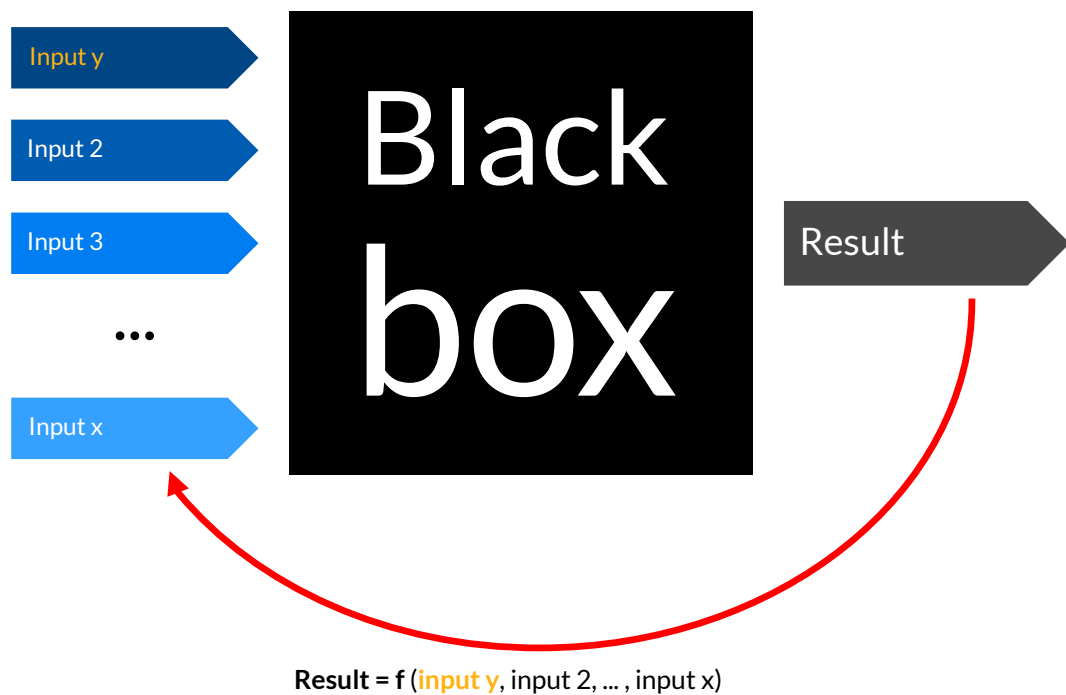 Input y
Input 2
Input 3
...
Input x
Black
box
Result
Result = f (input y, input 2, ... , input x)